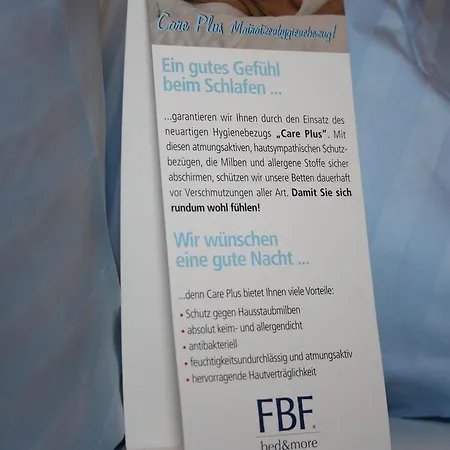 Care Plus Matratzenhygienebezug!
Ein gutes Gefühl
beim Schlafen ...
...garantieren wir Ihnen durch den Einsatz des
neuartigen Hygienebezugs „Care Plus". Mit
diesen atmungsaktiven, hautsympathischen Schutz-
bezügen, die Milben und allergene Stoffe sicher
abschirmen, schützen wir unsere Betten dauerhaft
vor Verschmutzungen aller Art. Damit Sie sich
rundum wohl fühlen!
Wir wünschen
eine gute Nacht ...
...denn Care Plus bietet Ihnen viele Vorteile:
• Schutz gegen Hausstaubmilben
• absolut keim- und allergendicht
• antibakteriell
• feuchtigkeitsundurchlässig und atmungsaktiv
• hervorragende Hautverträglichkeit
FBF®
bed&more